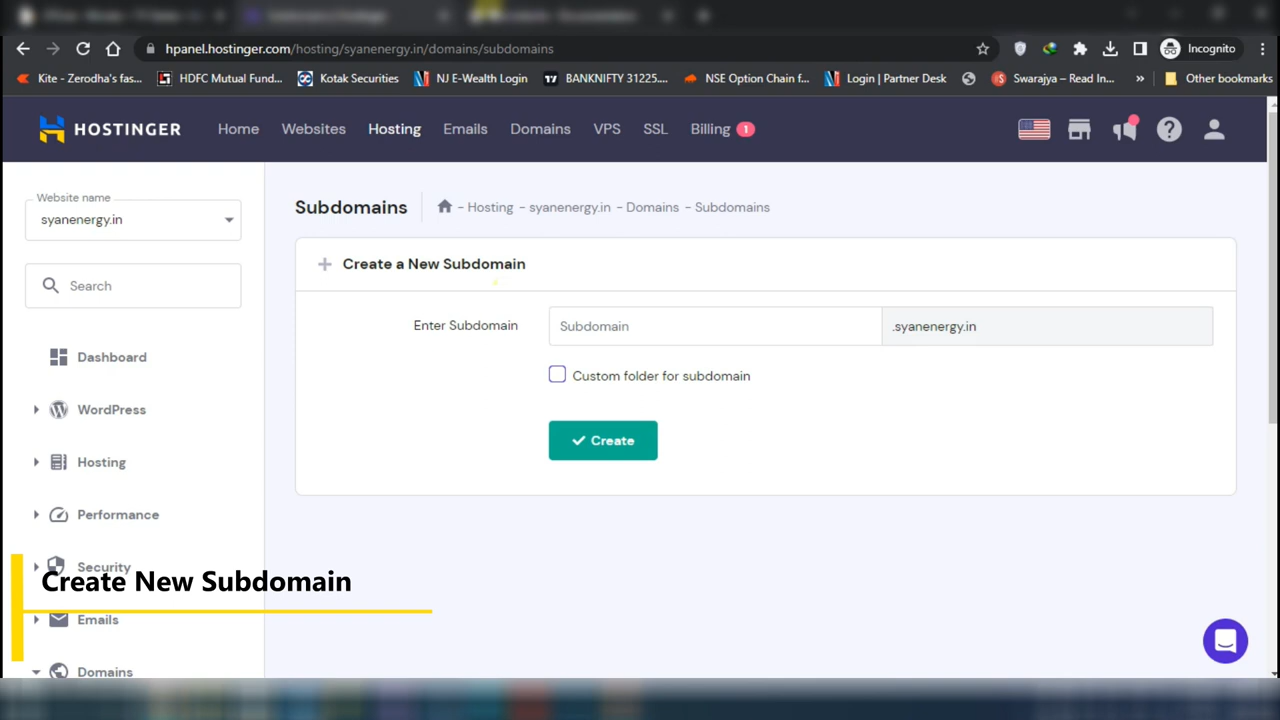 hpanel.hostinger.com/hosting/syanenergy.in/domains/subdomains
Incognito
Kite - Zerodha's fas...
HDFC Mutual Fund...
Kotak Securities
NJ E-Wealth Login
BANKNIFTY 31225....
NSE Option Chain f...
Login | Partner Desk
Swarajya – Read In...
»
Other bookmarks
HOSTINGER
Home
Websites
Hosting
Emails
Domains
VPS
SSL
Billing 1
Website name
syanenergy.in
Subdomains
- Hosting - syanenergy.in - Domains - Subdomains
Search
Create a New Subdomain
Enter Subdomain
Subdomain
.syanenergy.in
Custom folder for subdomain
Create
Dashboard
WordPress
Hosting
Performance
Security
Create New Subdomain
Emails
Domains